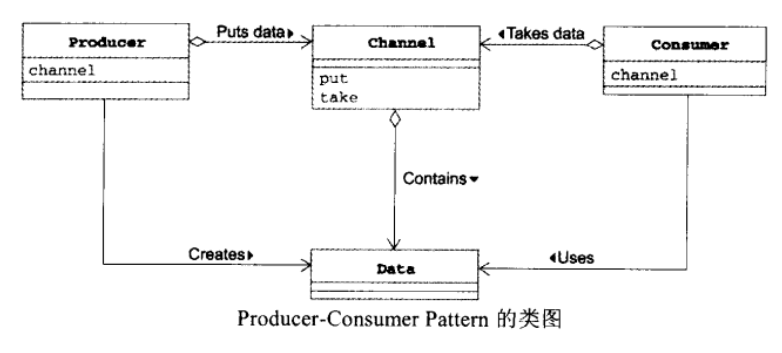 Producer
channel
Puts data
Channel
put
take
Takes data
Consumer
channel
Contains
Creates
Data
Uses
Producer-Consumer Pattern 的类图